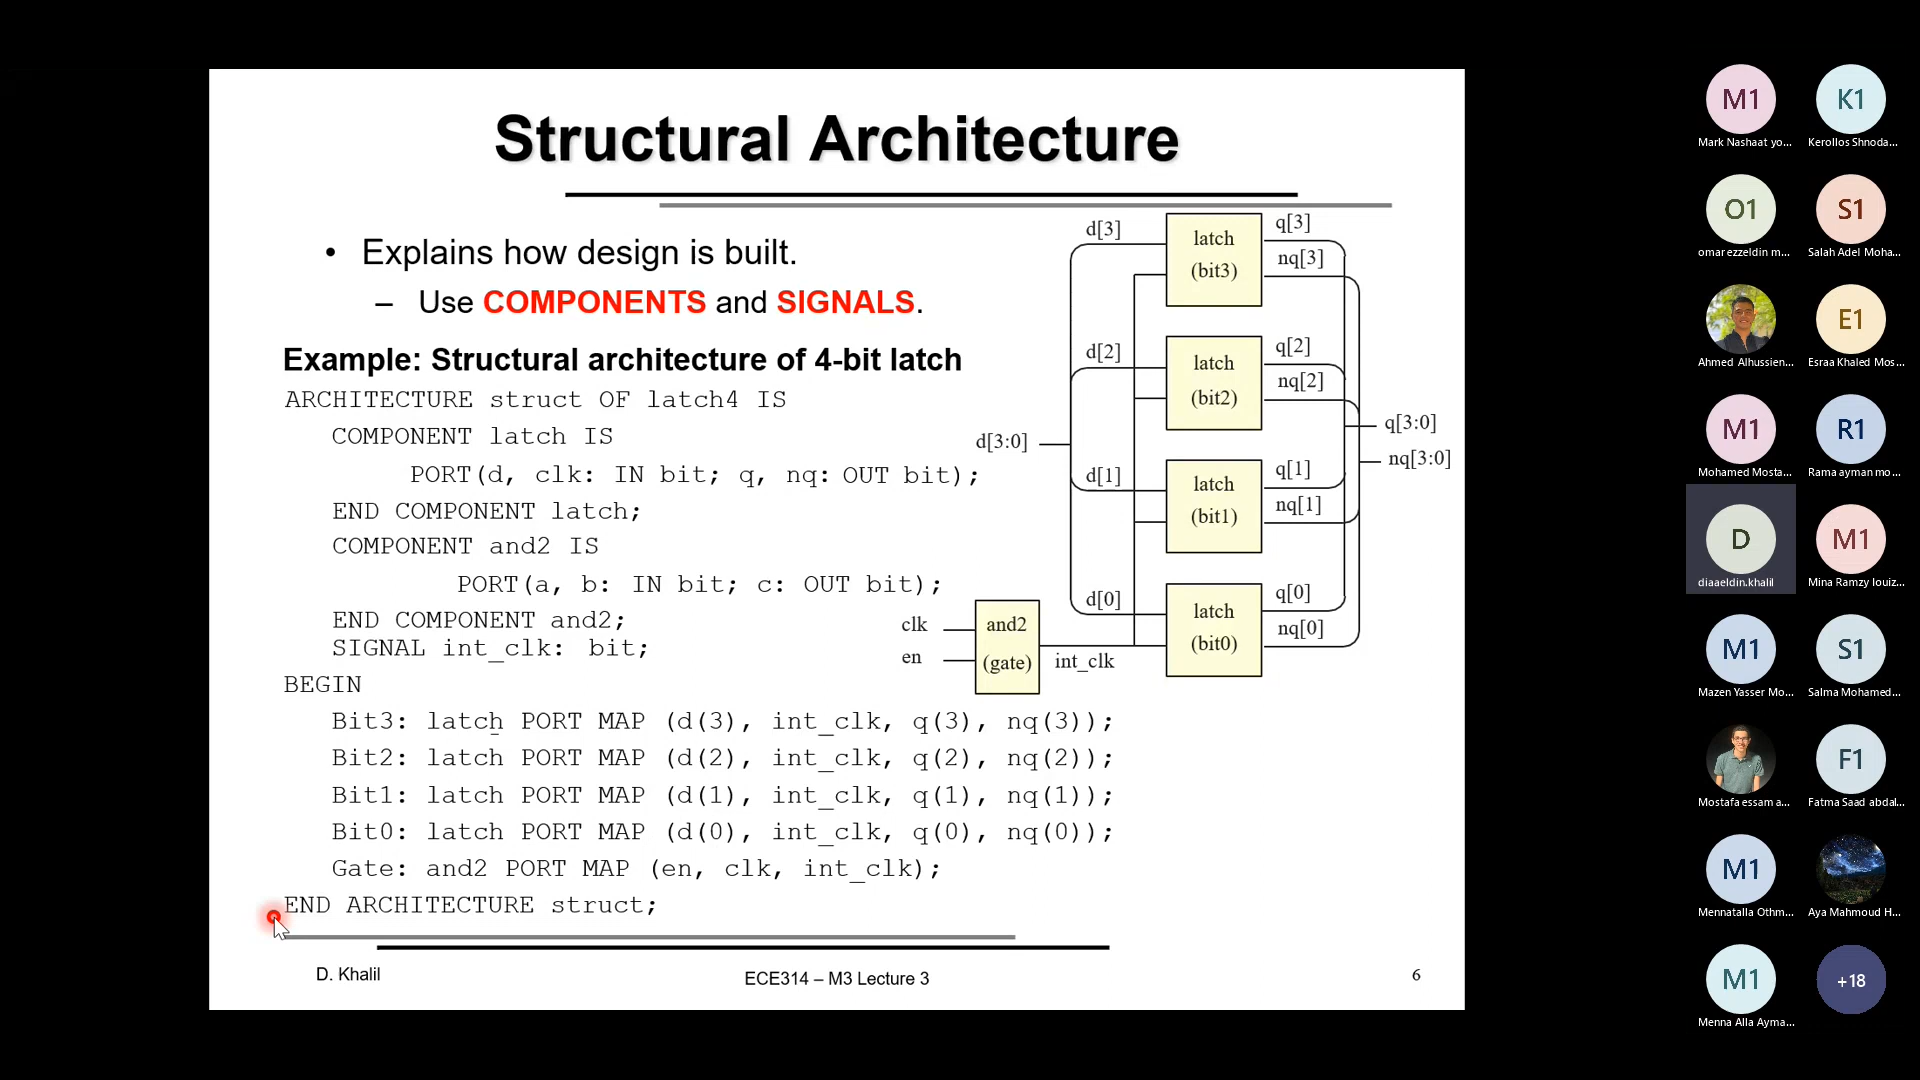 Structural Architecture
• Explains how design is built.
– Use COMPONENTS and SIGNALS.
Example: Structural architecture of 4-bit latch
ARCHITECTURE struct OF latch4 IS
COMPONENT latch IS
PORT(d, clk: IN bit; q, nq: OUT bit);
END COMPONENT latch;
COMPONENT and2 IS
PORT(a, b: IN bit; c: OUT bit);
END COMPONENT and2;
SIGNAL int_clk: bit;
BEGIN
Bit3: latch PORT MAP (d(3), int_clk, q(3), nq(3));
Bit2: latch PORT MAP (d(2), int_clk, q(2), nq(2));
Bit1: latch PORT MAP (d(1), int_clk, q(1), nq(1));
Bit0: latch PORT MAP (d(0), int_clk, q(0), nq(0));
Gate: and2 PORT MAP (en, clk, int_clk);
END ARCHITECTURE struct;
d[3]
latch
(bit3)
q[3]
nq[3]
d[2]
latch
(bit2)
q[2]
nq[2]
d[3:0]
q[3:0]
nq[3:0]
d[1]
latch
(bit1)
q[1]
nq[1]
d[0]
latch
(bit0)
q[0]
nq[0]
clk
en
and2
(gate)
int_clk
D. Khalil
ECE314 – M3 Lecture 3
6
M1
Mark Nashaat yo...
K1
Kerollos Shnoda...
O1
omar ezzeldin m...
S1
Salah Adel Moha...
Ahmed Alhussien...
E1
Esraa Khaled Mos...
M1
Mohamed Mosta...
R1
Rama ayman mo...
D
diaaeldin.khalil
M1
Mina Ramzy louiz...
M1
Mazen Yasser Mo...
S1
Salma Mohamed...
Mostafa essam a...
F1
Fatma Saad abdal...
M1
Mennatalla Othm...
Aya Mahmoud H...
M1
Menna Alla Ayma...
+18